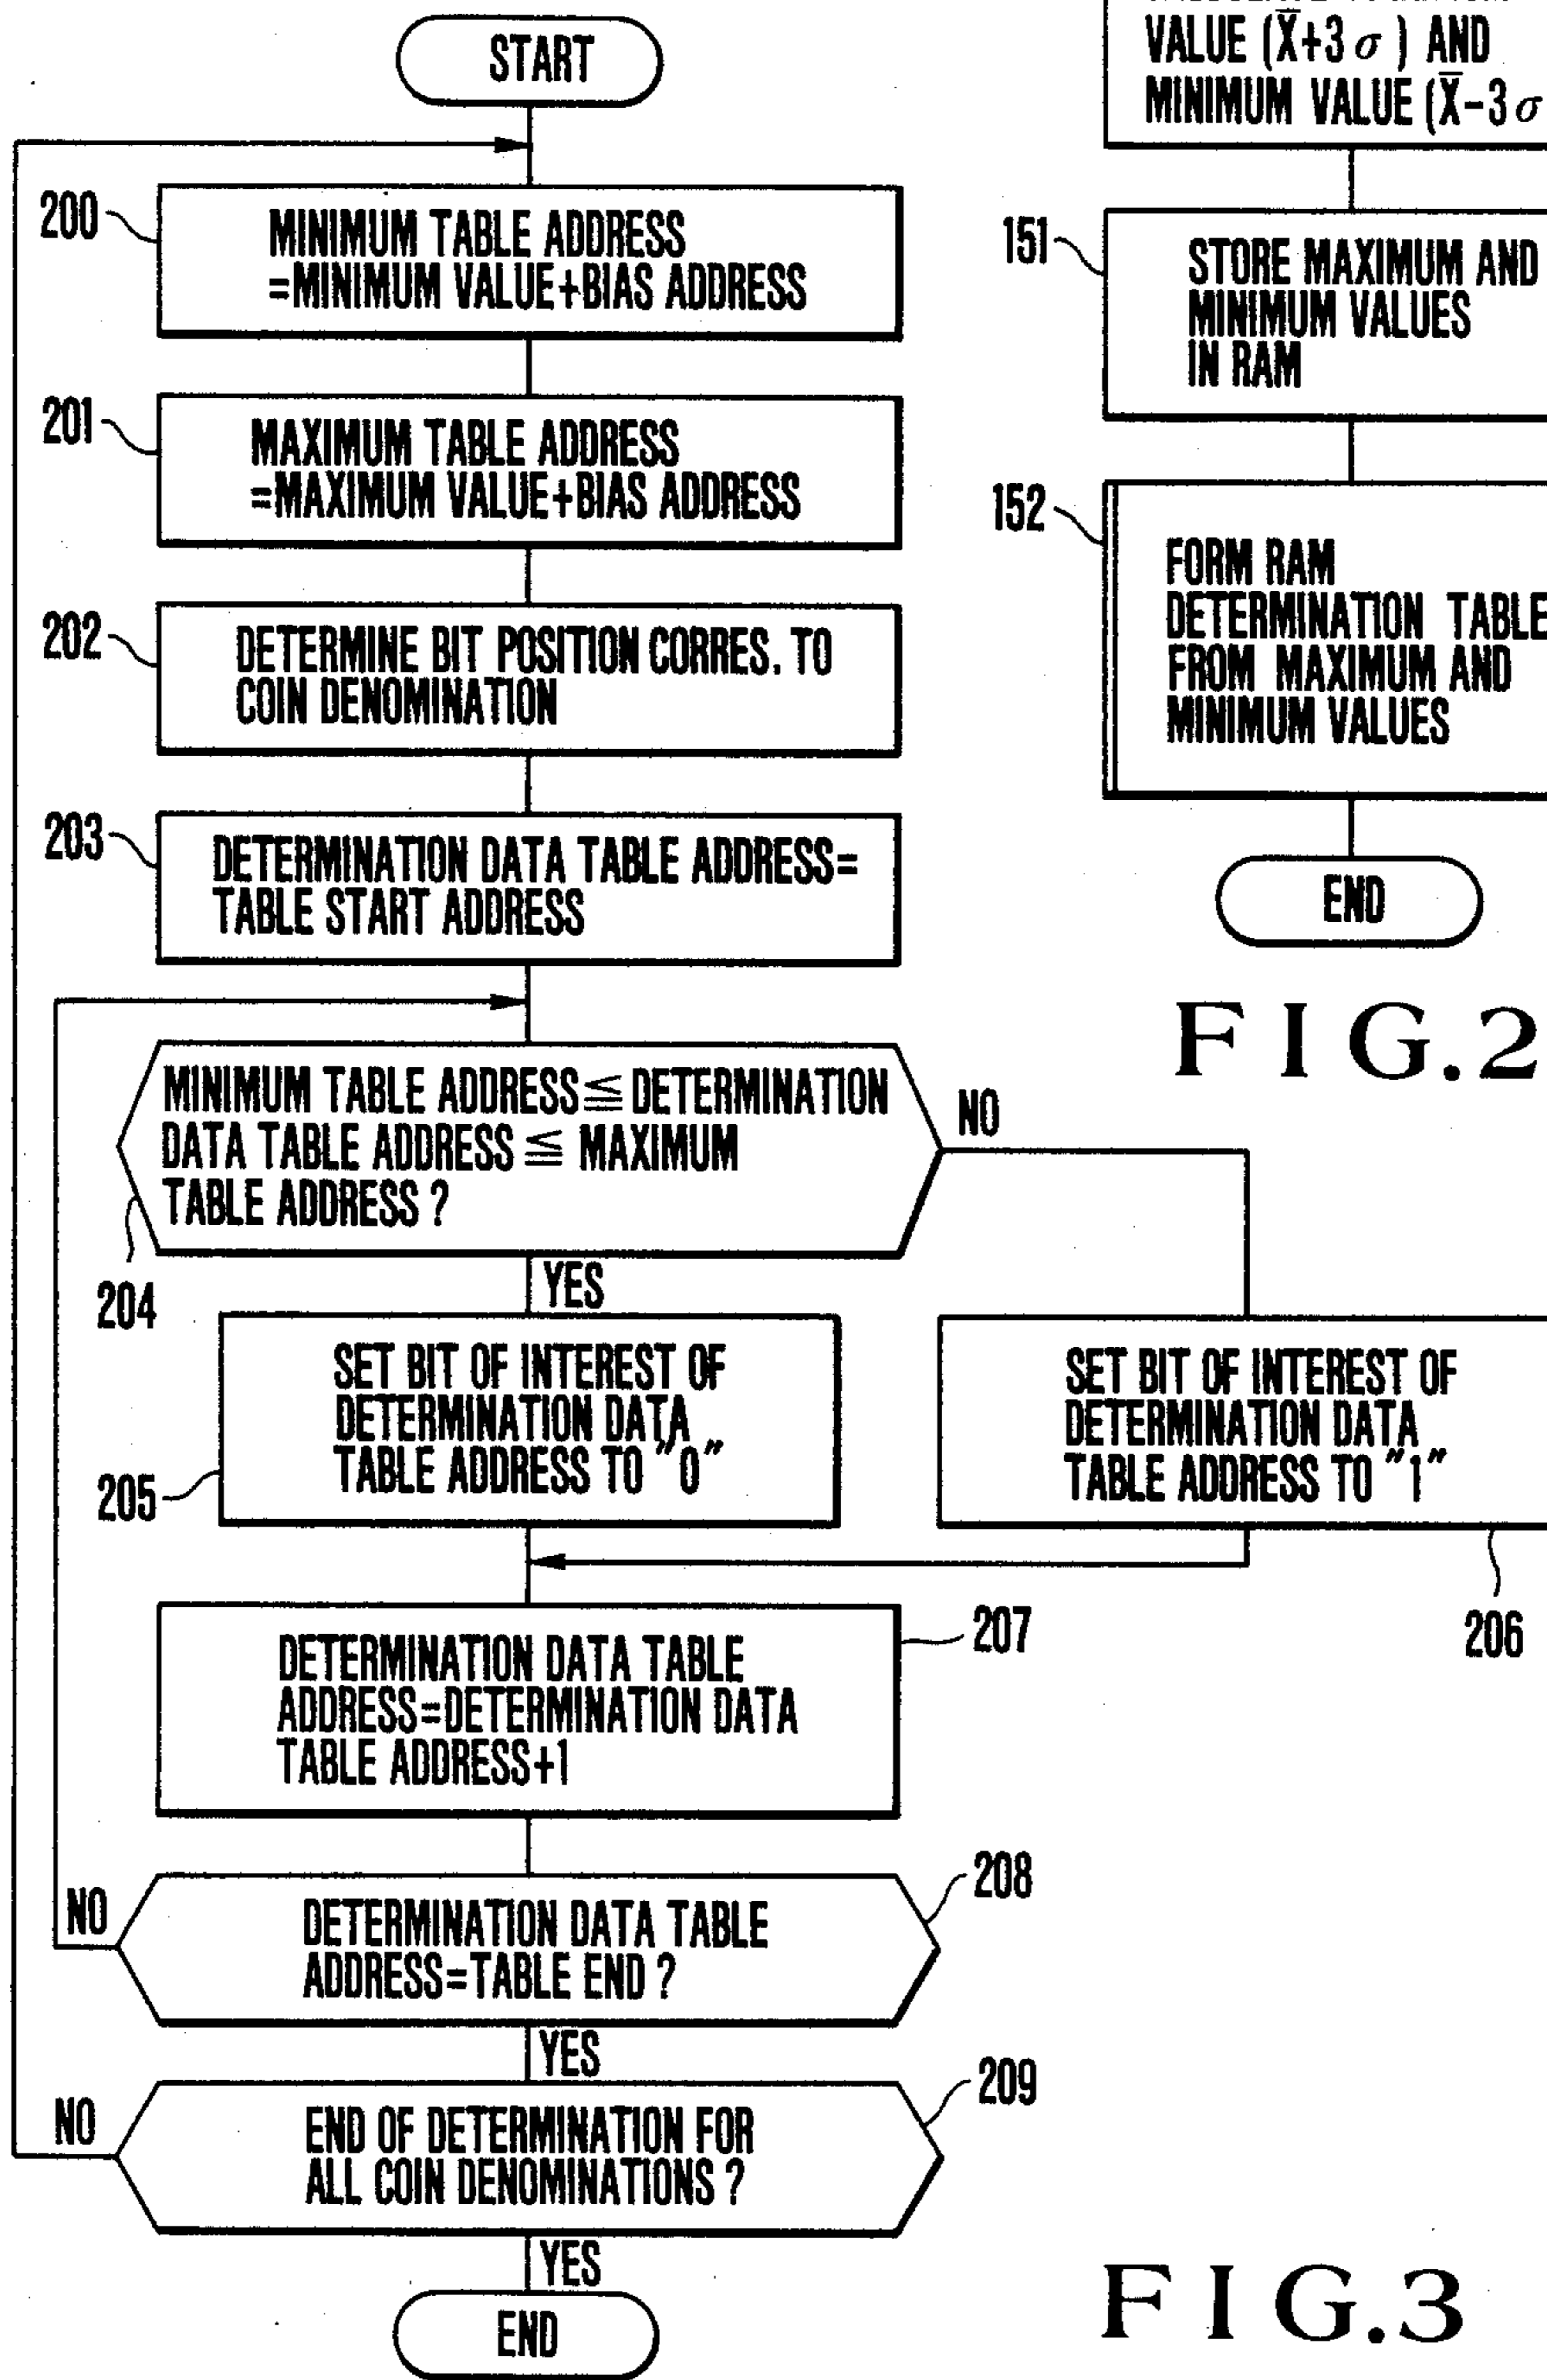 START
200
MINIMUM TABLE ADDRESS
=MINIMUM VALUE+BIAS ADDRESS
201
MAXIMUM TABLE ADDRESS
=MAXIMUM VALUE+BIAS ADDRESS
202
DETERMINE BIT POSITION CORRES. TO
COIN DENOMINATION
203
DETERMINATION DATA TABLE ADDRESS=
TABLE START ADDRESS
MINIMUM TABLE ADDRESS≦DETERMINATION
DATA TABLE ADDRESS ≦ MAXIMUM
TABLE ADDRESS ?
NO
204
YES
SET BIT OF INTEREST OF
DETERMINATION DATA
TABLE ADDRESS TO "0"
205
SET BIT OF INTEREST OF
DETERMINATION DATA
TABLE ADDRESS TO "1"
206
DETERMINATION DATA TABLE
ADDRESS=DETERMINATION DATA
TABLE ADDRESS+1
207
208
NO
DETERMINATION DATA TABLE
ADDRESS=TABLE END ?
YES
209
NO
END OF DETERMINATION FOR
ALL COIN DENOMINATIONS ?
YES
END
FIG.3
VALUE (X̄+3σ) AND
MINIMUM VALUE (X̄-3σ
151
STORE MAXIMUM AND
MINIMUM VALUES
IN RAM
152
FORM RAM
DETERMINATION TABLE
FROM MAXIMUM AND
MINIMUM VALUES
END
FIG.2